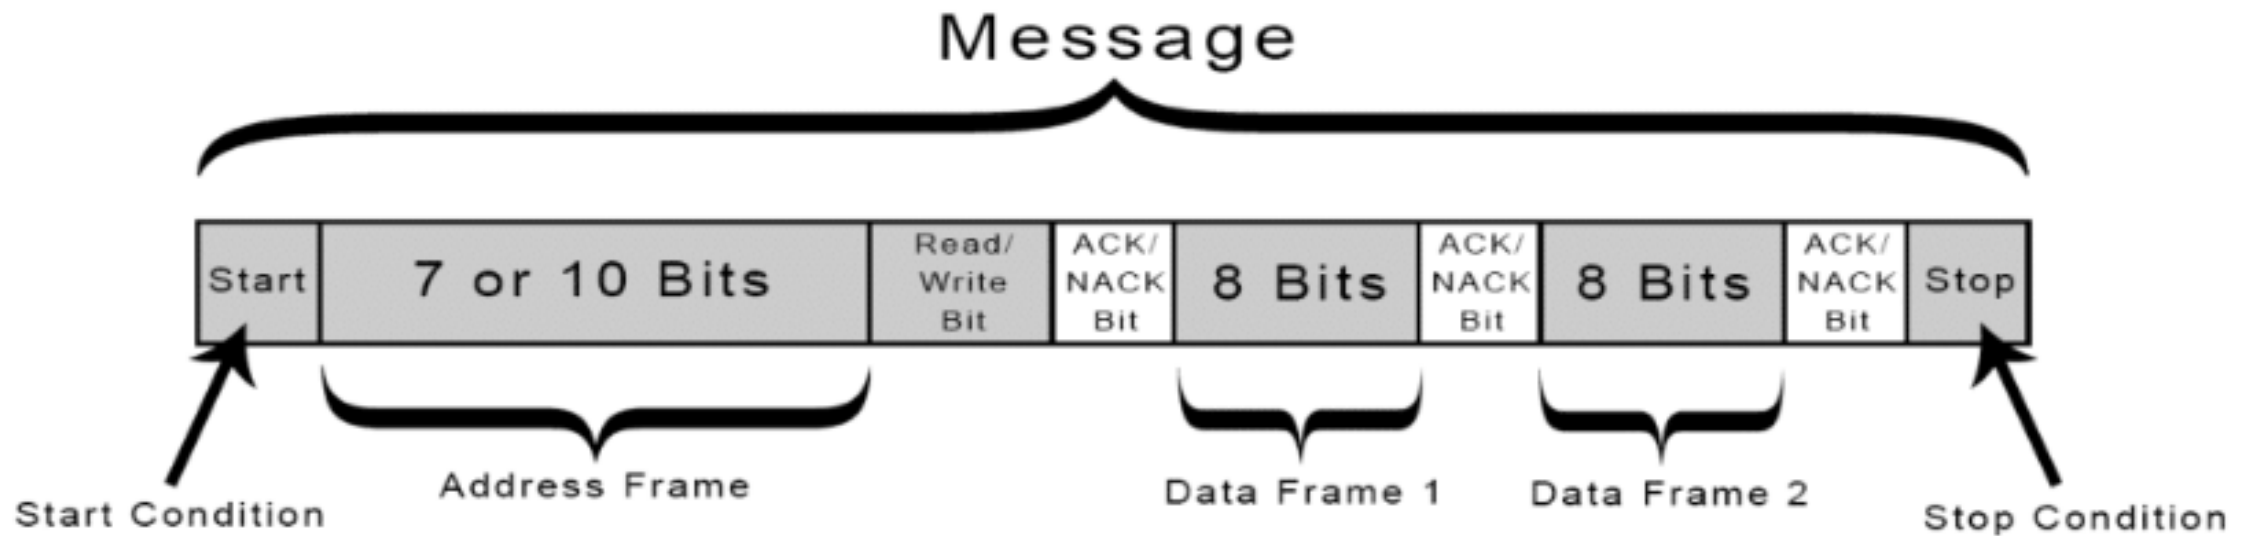 Message
Start
7 or 10 Bits
Read/
Write
Bit
ACK/
NACK
Bit
8 Bits
ACK/
NACK
Bit
8 Bits
ACK/
NACK
Bit
Stop
Start Condition
Address Frame
Data Frame 1
Data Frame 2
Stop Condition